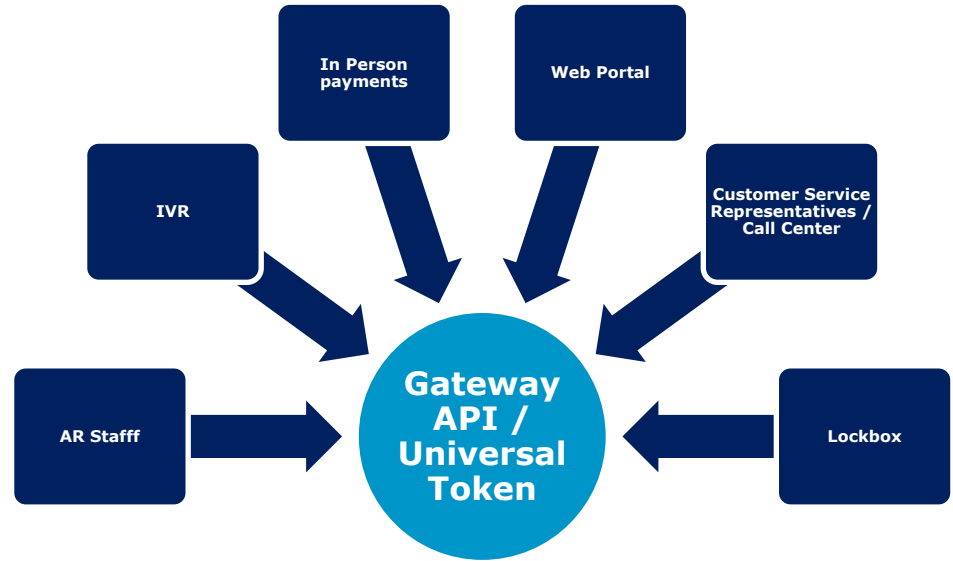 In Person
payments
Web Portal
IVR
Customer Service
Representatives /
Call Center
AR Stafff
Gateway
API /
Universal
Token
Lockbox